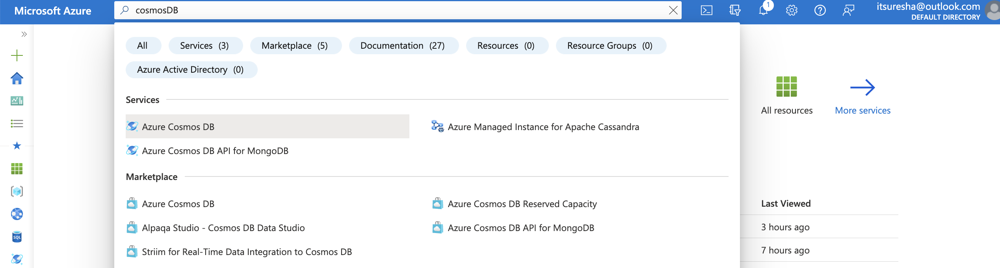 Microsoft Azure
cosmosDB
1
itsuresha@outlook.com
DEFAULT DIRECTORY
All
Services (3)
Marketplace (5)
Documentation (27)
Resources (0)
Resource Groups (0)
Azure Active Directory (0)
Services
Azure Cosmos DB
Azure Managed Instance for Apache Cassandra
Azure Cosmos DB API for MongoDB
Marketplace
Azure Cosmos DB
Azure Cosmos DB Reserved Capacity
Alpaqa Studio - Cosmos DB Data Studio
Azure Cosmos DB API for MongoDB
Striim for Real-Time Data Integration to Cosmos DB
All resources
More services
Last Viewed
3 hours ago
7 hours ago
SQL